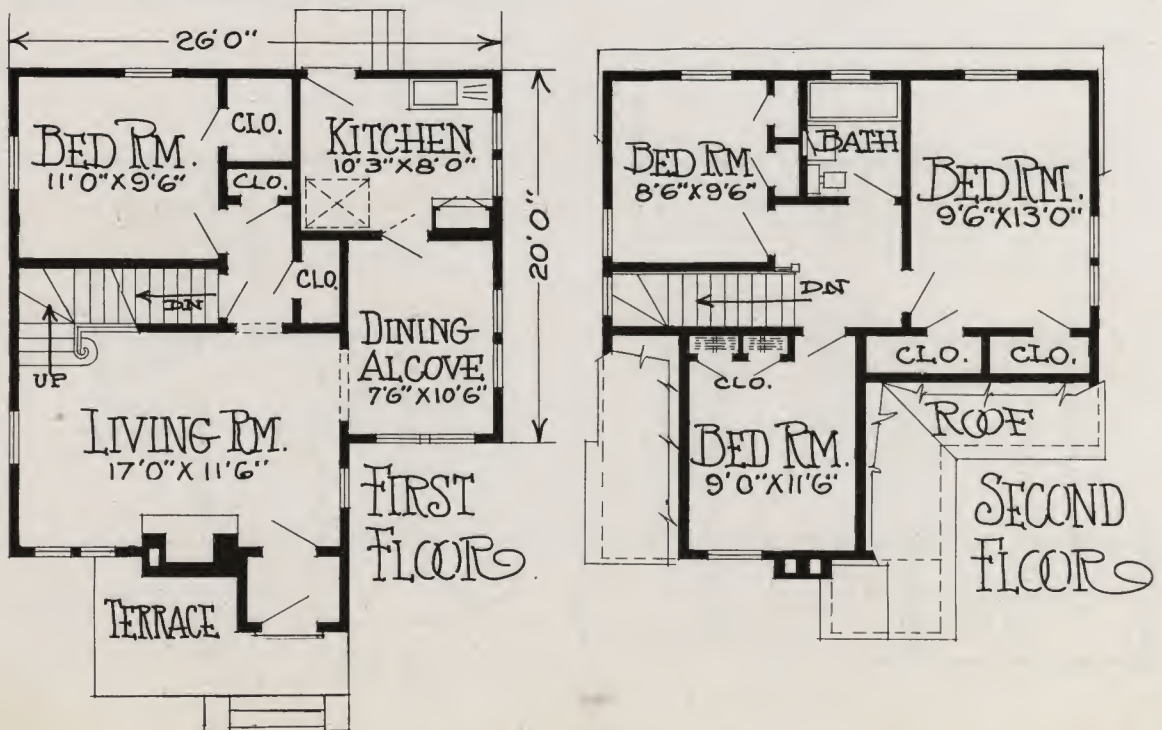 26'0"
BED RM.
11'0"X9'6"
CLO.
KITCHEN
10'3"X8'0"
CLO.
CLO.
DN
UP
DINING
ALCOVE
7'6"X10'6"
20'0"
LIVING RM.
17'0"X11'6"
TERRACE
FIRST
FLOOR
BED RM
8'6"X9'6"
BATH
BED RM.
9'6"X13'0"
DN
CLO.
CLO.
CLO.
BED RM.
9'0"X11'6"
ROOF
SECOND
FLOOR